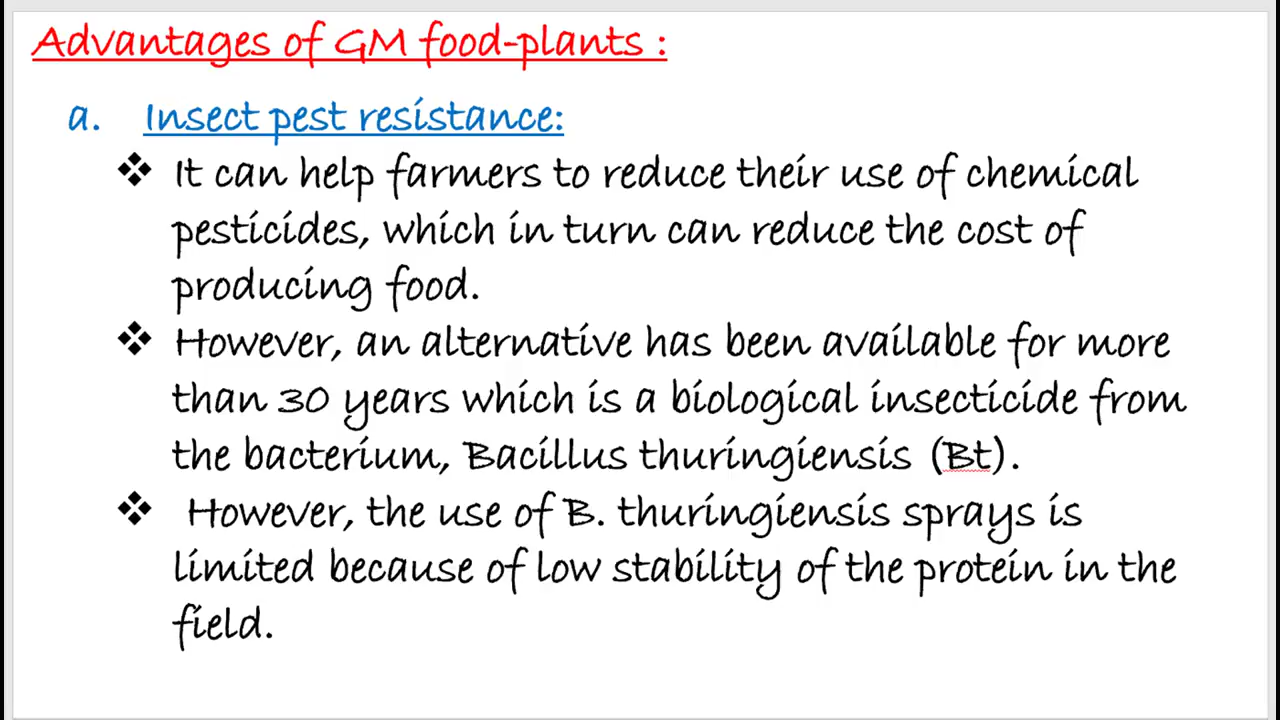 Advantages of GM food-plants :
a. Insect pest resistance:
❖ It can help farmers to reduce their use of chemical
pesticides, which in turn can reduce the cost of
producing food.
❖ However, an alternative has been available for more
than 30 years which is a biological insecticide from
the bacterium, Bacillus thuringiensis (Bt).
❖ However, the use of B. thuringiensis sprays is
limited because of low stability of the protein in the
field.